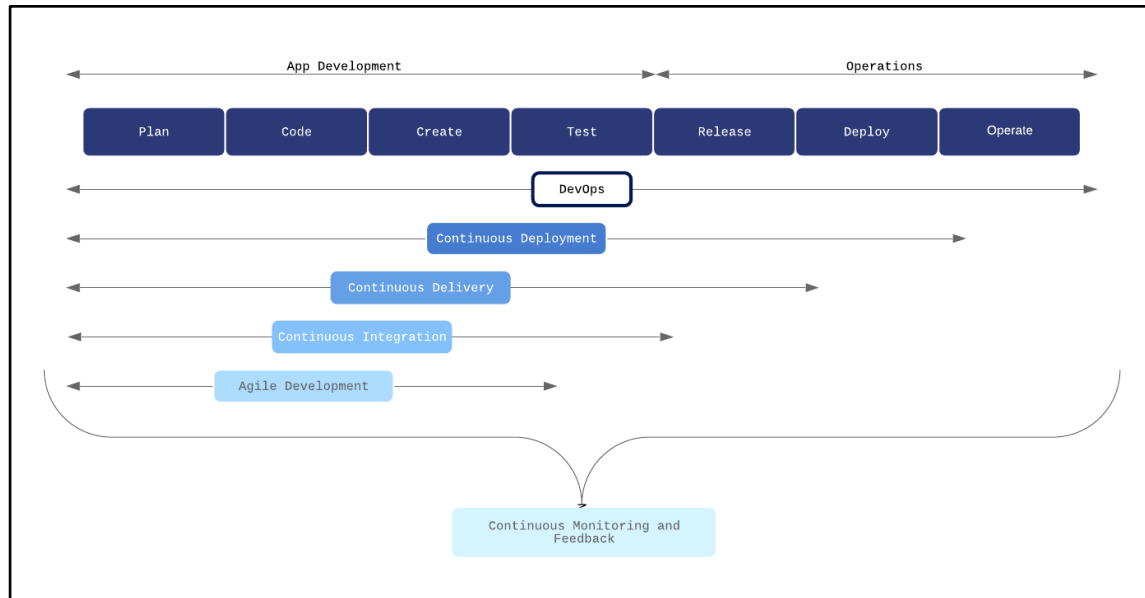 App Development
Operations
Plan
Code
Create
Test
Release
Deploy
Operate
DevOps
Continuous Deployment
Continuous Delivery
Continuous Integration
Agile Development
Continuous Monitoring and
Feedback